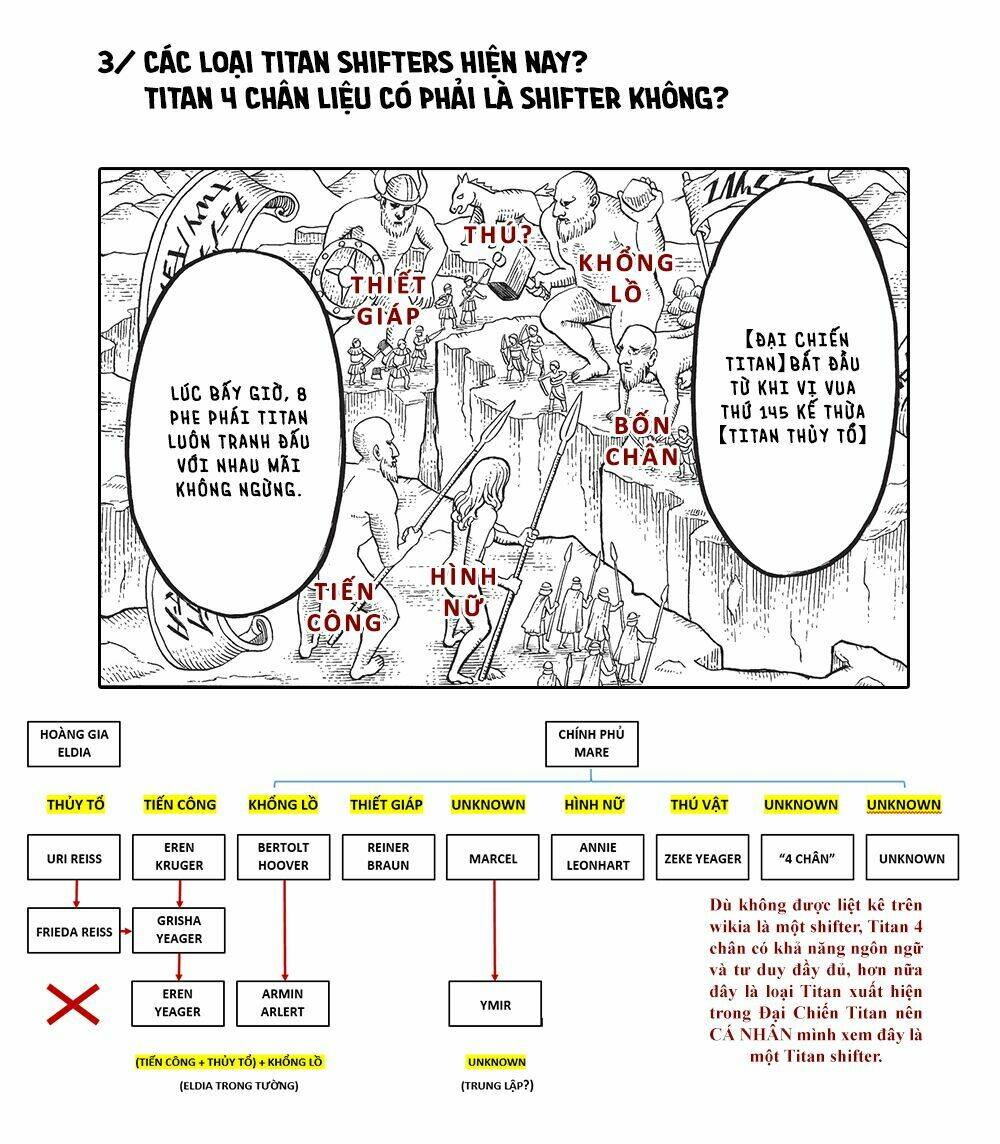 3/ CÁC LOẠI TITAN SHIFTERS HIỆN NAY?
TITAN 4 CHÂN LIỆU CÓ PHẢI LÀ SHIFTER KHÔNG?
THÚ?
KHỔNG
LỒ
THIẾT
GIÁP
【ĐẠI CHIẾN
TITAN】BẮT ĐẦU
TỪ KHI VỊ VUA
THỨ 145 KẾ THỪA
【TITAN THỦY TỔ】
LÚC BẤY GIỜ, 8
PHE PHÁI TITAN
LUÔN TRANH ĐẤU
VỚI NHAU MÃI
KHÔNG NGỪNG.
BỐN
CHÂN
TIẾN
CÔNG
HÌNH
NỮ
HOÀNG GIA
ELDIA
CHÍNH PHỦ
MARE
THỦY TỔ TIẾN CÔNG KHỔNG LỒ THIẾT GIÁP UNKNOWN HÌNH NỮ THÚ VẬT UNKNOWN UNKNOWN
URI REISS
EREN
KRUGER
BERTOLT
HOOVER
REINER
BRAUN
MARCEL
ANNIE
LEONHART
ZEKE YEAGER
“4 CHÂN”
UNKNOWN
FRIEDA REISS
GRISHA
YEAGER
EREN
YEAGER
ARMIN
ARLERT
YMIR
Dù không được liệt kê trên
wikia là một shifter, Titan 4
chân có khả năng ngôn ngữ
và tư duy đầy đủ, hơn nữa
đây là loại Titan xuất hiện
trong Đại Chiến Titan nên
CÁ NHÂN mình xem đây là
một Titan shifter.
(TIẾN CÔNG + THỦY TỔ) + KHỔNG LỒ
(ELDIA TRONG TƯỜNG)
UNKNOWN
(TRUNG LẬP?)